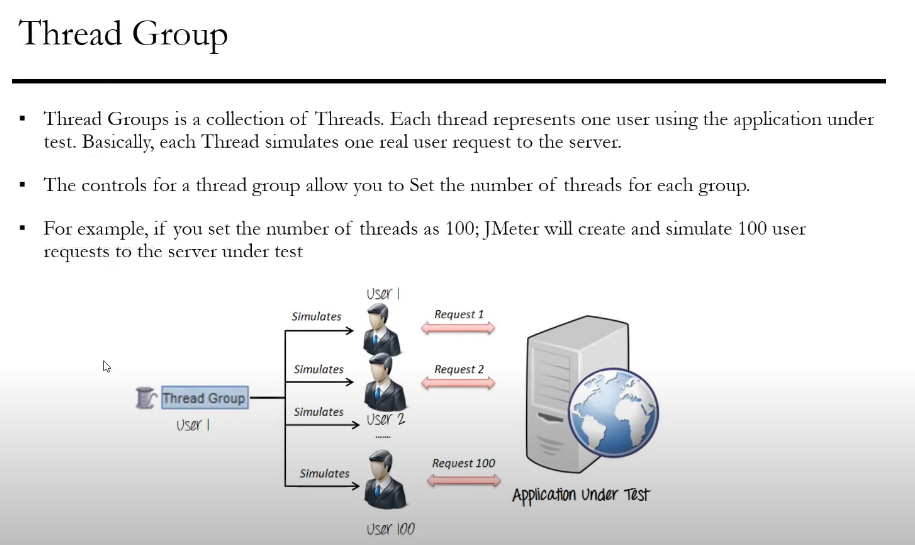 Thread Group
▪ Thread Groups is a collection of Threads. Each thread represents one user using the application under
test. Basically, each Thread simulates one real user request to the server.
▪ The controls for a thread group allow you to Set the number of threads for each group.
▪ For example, if you set the number of threads as 100; JMeter will create and simulate 100 user
requests to the server under test
User 1
Simulates
Request 1
Simulates
Request 2
Thread Group
User 1
Simulates
User 2
......
Simulates
Request 100
Application Under Test
User 100